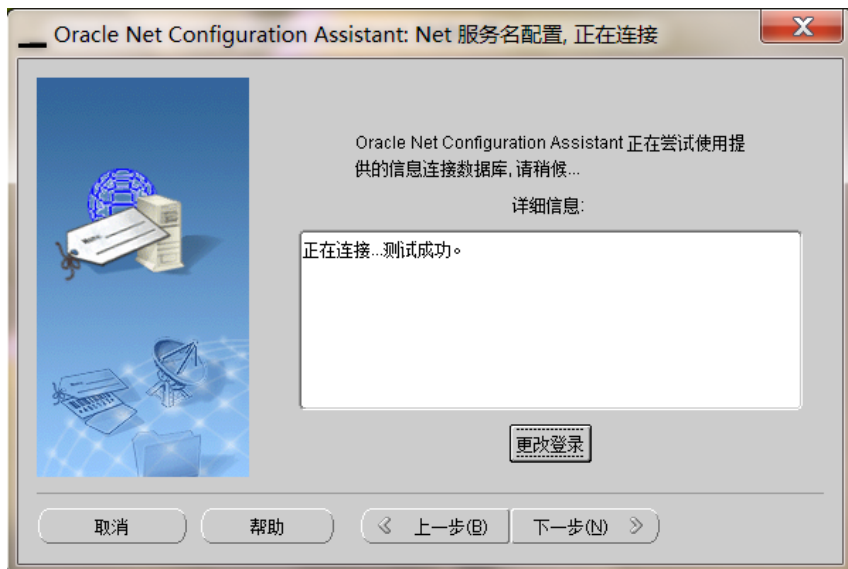 Oracle Net Configuration Assistant: Net 服务名配置, 正在连接
X
Oracle Net Configuration Assistant 正在尝试使用提
供的信息连接数据库, 请稍候...
详细信息:
正在连接...测试成功。
更改登录
取消
帮助
上一步(B)
下一步(N)